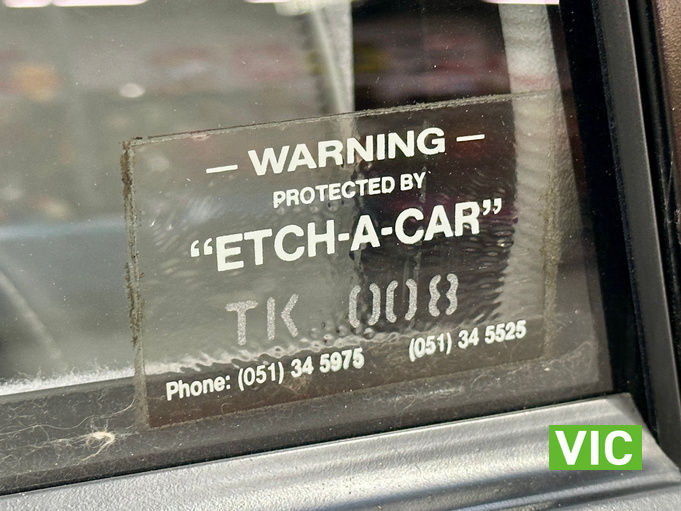 — WARNING —
PROTECTED BY
“ETCH-A-CAR”
TK 008
Phone: (051) 34 5975 (051) 34 5525
VIC